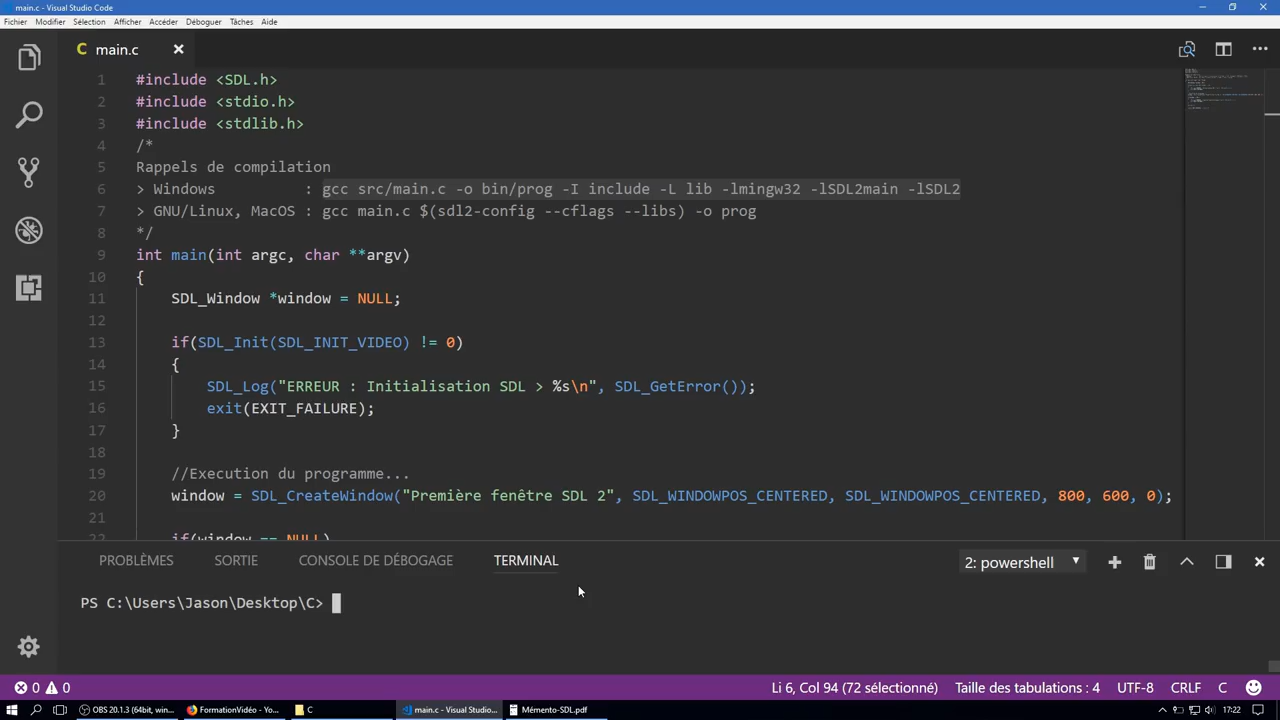 main.c - Visual Studio Code
Fichier Modifier Sélection Afficher Accéder Déboguer Tâches Aide
C main.c
1 #include <SDL.h>
2 #include <stdio.h>
3 #include <stdlib.h>
4 /*
5 Rappels de compilation
6 > Windows : gcc src/main.c -o bin/prog -I include -L lib -lmingw32 -lSDL2main -lSDL2
7 > GNU/Linux, MacOS : gcc main.c $(sdl2-config --cflags --libs) -o prog
8 */
9 int main(int argc, char **argv)
10 {
11 SDL_Window *window = NULL;
12
13 if(SDL_Init(SDL_INIT_VIDEO) != 0)
14 {
15 SDL_Log("ERREUR : Initialisation SDL > %s\n", SDL_GetError());
16 exit(EXIT_FAILURE);
17 }
18
19 //Execution du programme...
20 window = SDL_CreateWindow("Première fenêtre SDL 2", SDL_WINDOWPOS_CENTERED, SDL_WINDOWPOS_CENTERED, 800, 600, 0);
21
22 if(window == NULL)
PROBLÈMES SORTIE CONSOLE DE DÉBOGAGE TERMINAL 2: powershell
PS C:\Users\Jason\Desktop\C>
0 0 Li 6, Col 94 (72 sélectionné) Taille des tabulations : 4 UTF-8 CRLF C
OBS 20.1.3 (64bit, win... FormationVidéo - Yo... C main.c - Visual Studi... Mémento-SDL.pdf 17:22